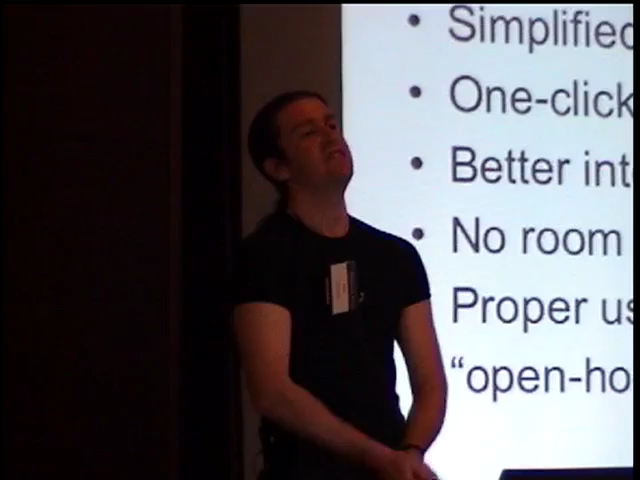 • Simplified
• One-click
• Better int
• No room
Proper us
“open-ho